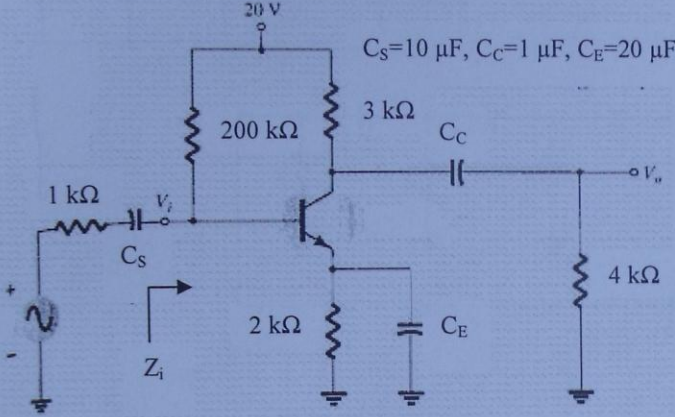 20 V
C_S=10 μF, C_C=1 μF, C_E=20 μF
3 kΩ
200 kΩ
C_C
V_o
1 kΩ
V_i
C_S
+
4 kΩ
2 kΩ
C_E
-
Z_i